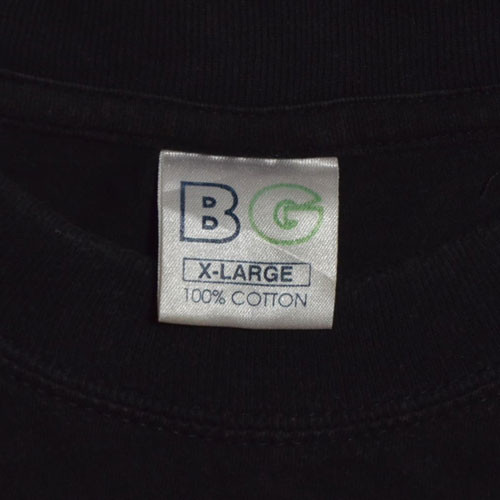 BG
X-LARGE
100% COTTON